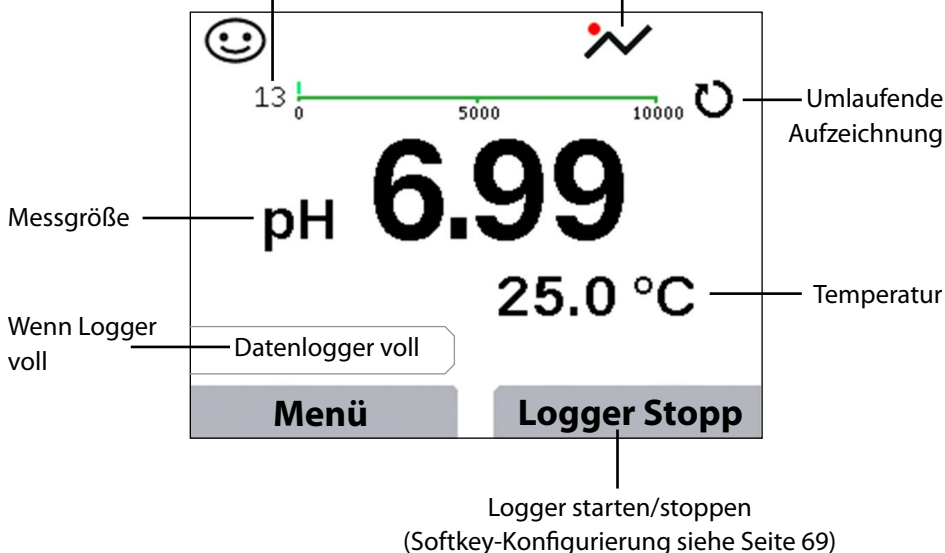 13
0 5000 10000
Umlaufende
Aufzeichnung
Messgröße
pH 6.99
25.0 °C
Temperatur
Wenn Logger
voll
Datenlogger voll
Menü
Logger Stopp
Logger starten/stoppen
(Softkey-Konfigurierung siehe Seite 69)